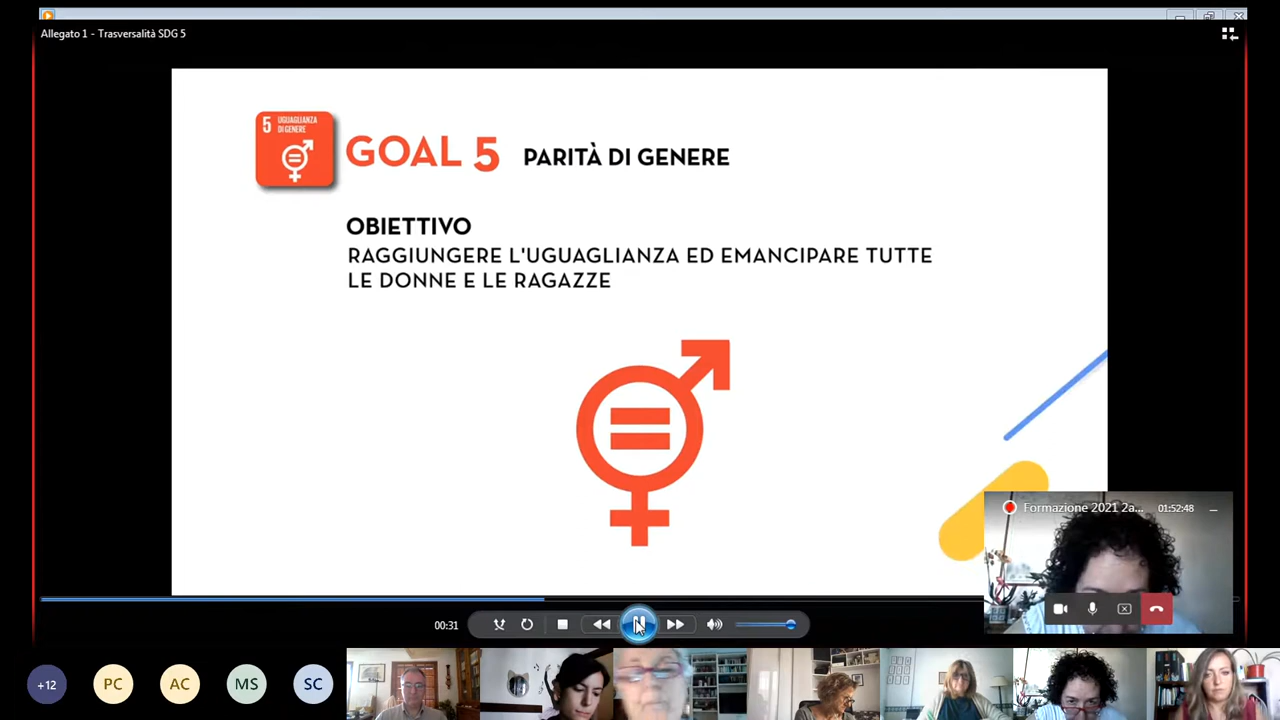 Allegato 1 - Trasversalità SDG 5
5 UGUAGLIANZA
DI GENERE
GOAL 5 PARITÀ DI GENERE
OBIETTIVO
RAGGIUNGERE L'UGUAGLIANZA ED EMANCIPARE TUTTE
LE DONNE E LE RAGAZZE
Formazione 2021 2a... 01:52:48
00:31
+12 PC AC MS SC